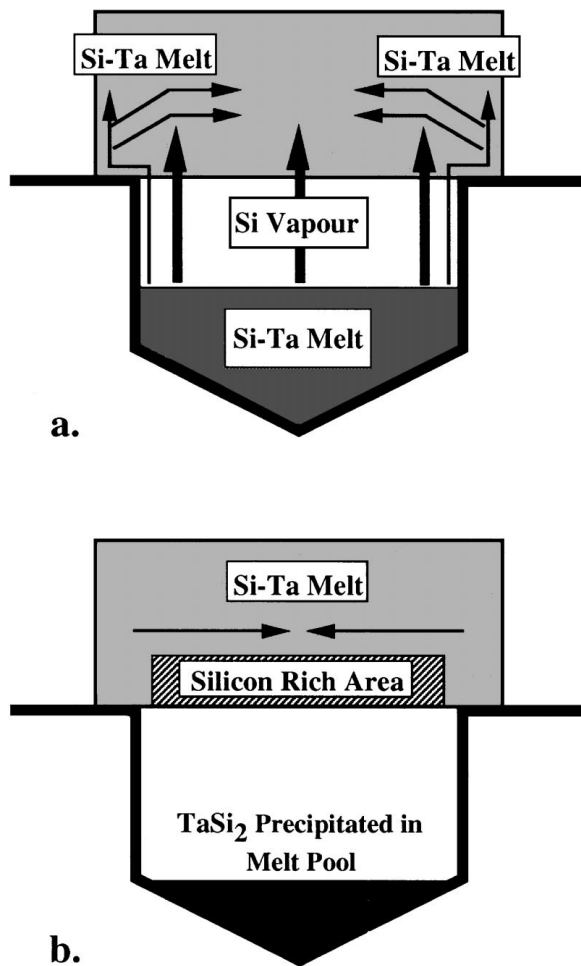 Si-Ta Melt
Si-Ta Melt
Si Vapour
Si-Ta Melt
a.
Si-Ta Melt
Silicon Rich Area
TaSi2 Precipitated in
Melt Pool
b.